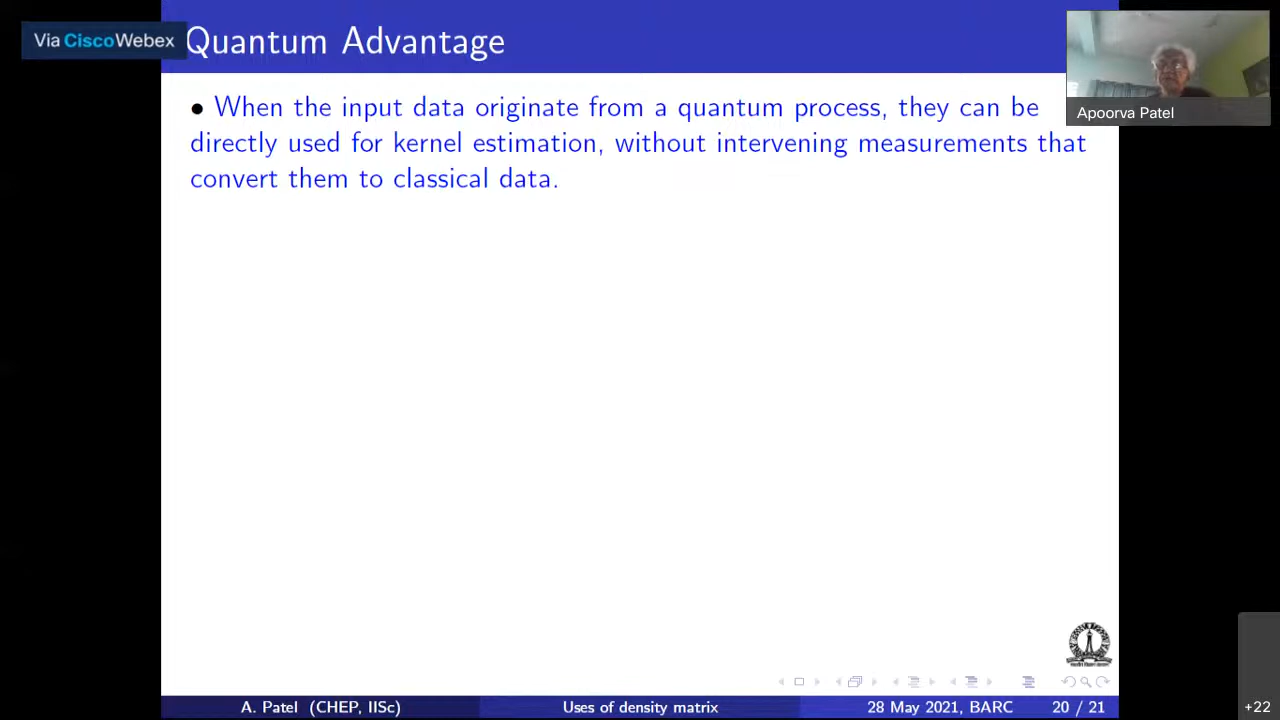 Via CiscoWebex
Quantum Advantage
Apoorva Patel
• When the input data originate from a quantum process, they can be
directly used for kernel estimation, without intervening measurements that
convert them to classical data.
A. Patel (CHEP, IISc)
Uses of density matrix
28 May 2021, BARC
20 / 21
+22